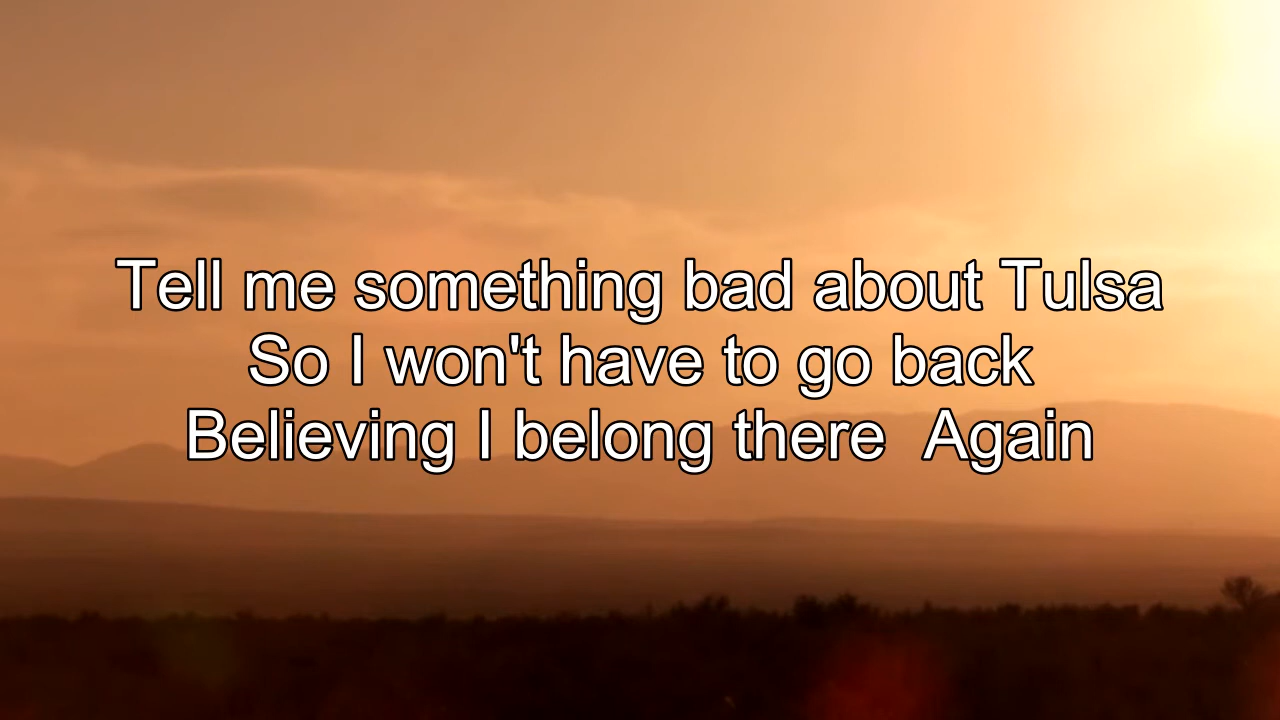 Tell me something bad about Tulsa
So I won't have to go back
Believing I belong there  Again